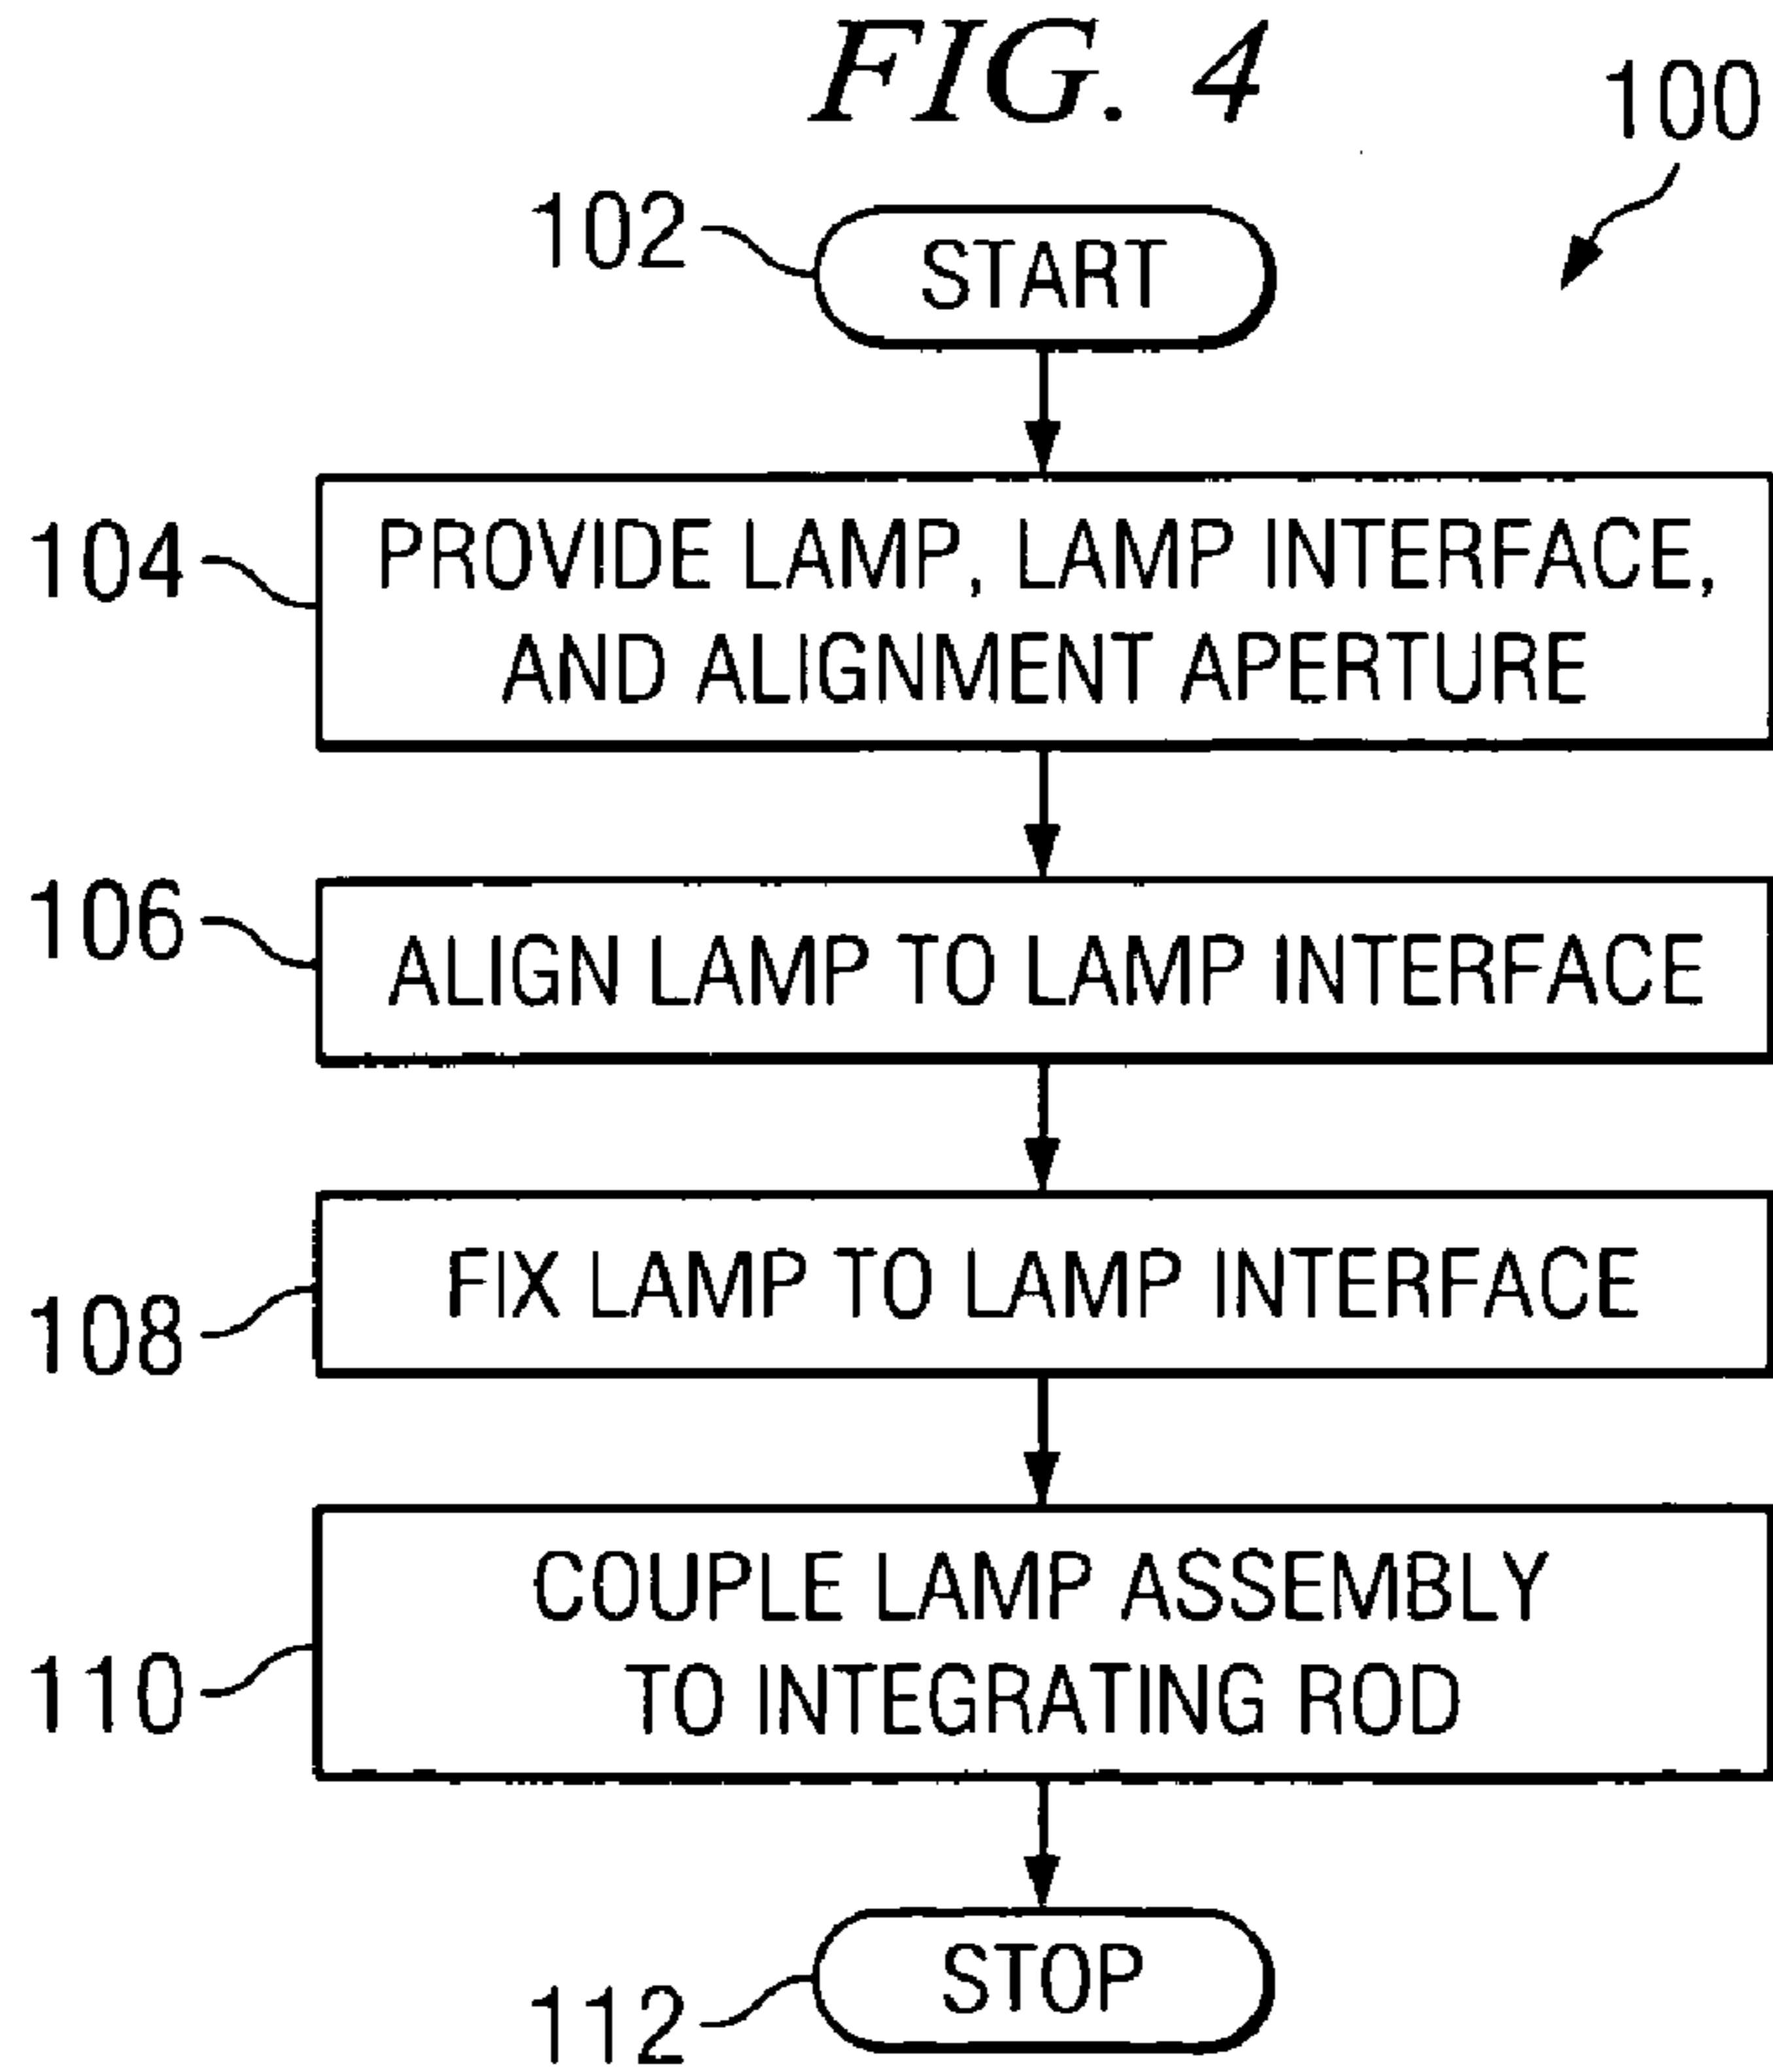 FIG. 4
100
102
START
104
PROVIDE LAMP, LAMP INTERFACE,
AND ALIGNMENT APERTURE
106
ALIGN LAMP TO LAMP INTERFACE
108
FIX LAMP TO LAMP INTERFACE
110
COUPLE LAMP ASSEMBLY
TO INTEGRATING ROD
112
STOP